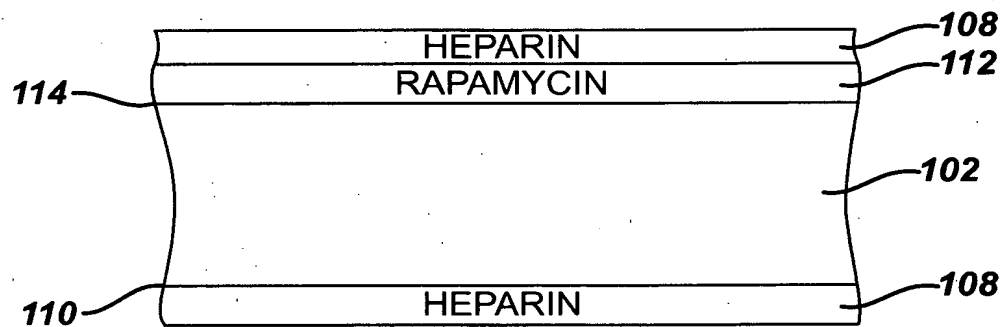 HEPARIN 108
RAPAMYCIN 112
114
102
110 HEPARIN 108